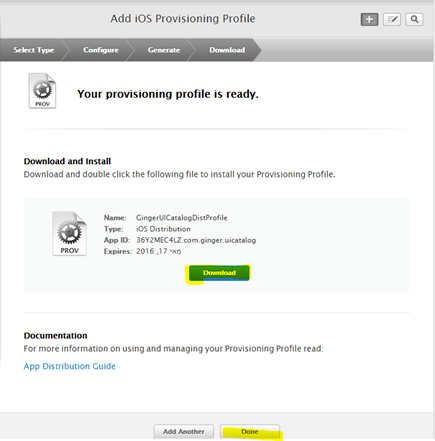 Add iOS Provisioning Profile
Select Type Configure Generate Download
PROV
Your provisioning profile is ready.
Download and Install
Download and double click the following file to install your Provisioning Profile.
PROV
Name: GingerUICatalogDistProfile
Type: iOS Distribution
App ID: 36Y2MEC4LZ.com.ginger.uicatalog
Expires: 2016 ,17 מאי
Download
Documentation
For more information on using and managing your Provisioning Profile read:
App Distribution Guide
Add Another Done